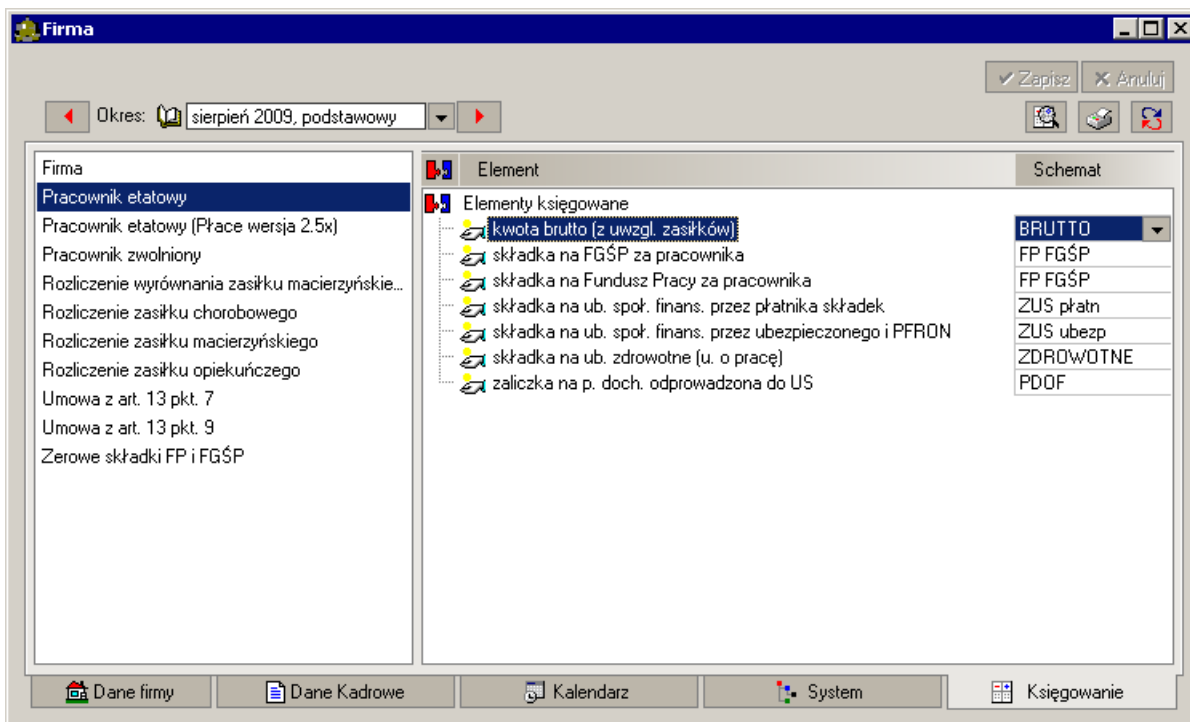 Firma
Zapisz Anuluj
Okres: sierpień 2009, podstawowy
Firma
Pracownik etatowy
Pracownik etatowy (Płace wersja 2.5x)
Pracownik zwolniony
Rozliczenie wyrównania zasiłku macierzyńskie...
Rozliczenie zasiłku chorobowego
Rozliczenie zasiłku macierzyńskiego
Rozliczenie zasiłku opiekuńczego
Umowa z art. 13 pkt. 7
Umowa z art. 13 pkt. 9
Zerowe składki FP i FGŚP
Element Schemat
Elementy księgowane
kwota brutto (z uwzgl. zasiłków) BRUTTO
składka na FGŚP za pracownika FP FGŚP
składka na Fundusz Pracy za pracownika FP FGŚP
składka na ub. społ. finans. przez płatnika składek ZUS płatn
składka na ub. społ. finans. przez ubezpieczonego i PFRON ZUS ubezp
składka na ub. zdrowotne (u. o pracę) ZDROWOTNE
zaliczka na p. doch. odprowadzona do US PDOF
Dane firmy Dane Kadrowe Kalendarz System Księgowanie